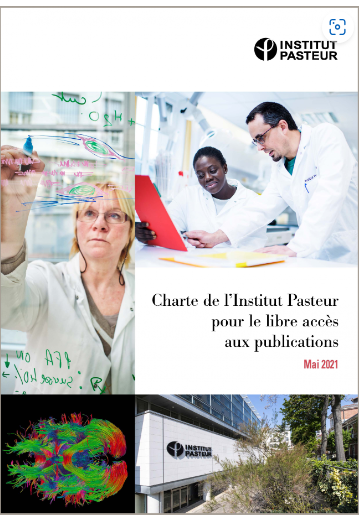 INSTITUT
PASTEUR
Charte de l'Institut Pasteur
pour le libre accès
aux publications
Mai 2021
INSTITUT
PASTEUR